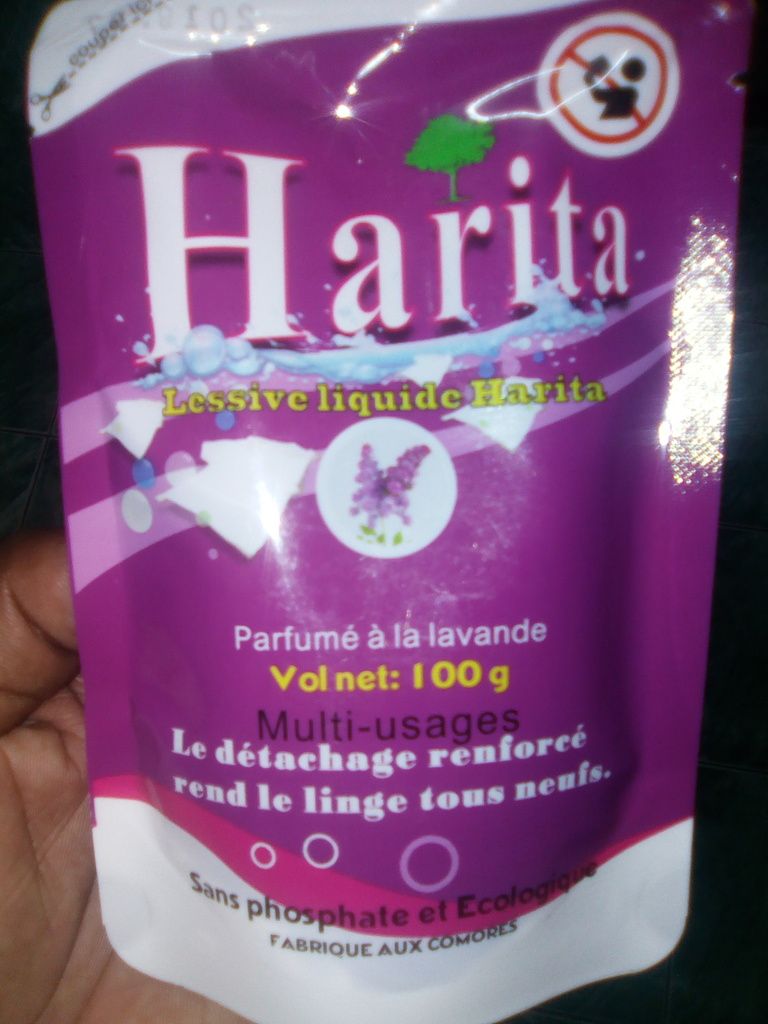 Harita
Lessive liquide Harita
Parfumé à la lavande
Vol net: 100 g
Multi-usages
Le détachage renforcé
rend le linge tous neufs.
Sans phosphate et Ecologique
FABRIQUE AUX COMORES